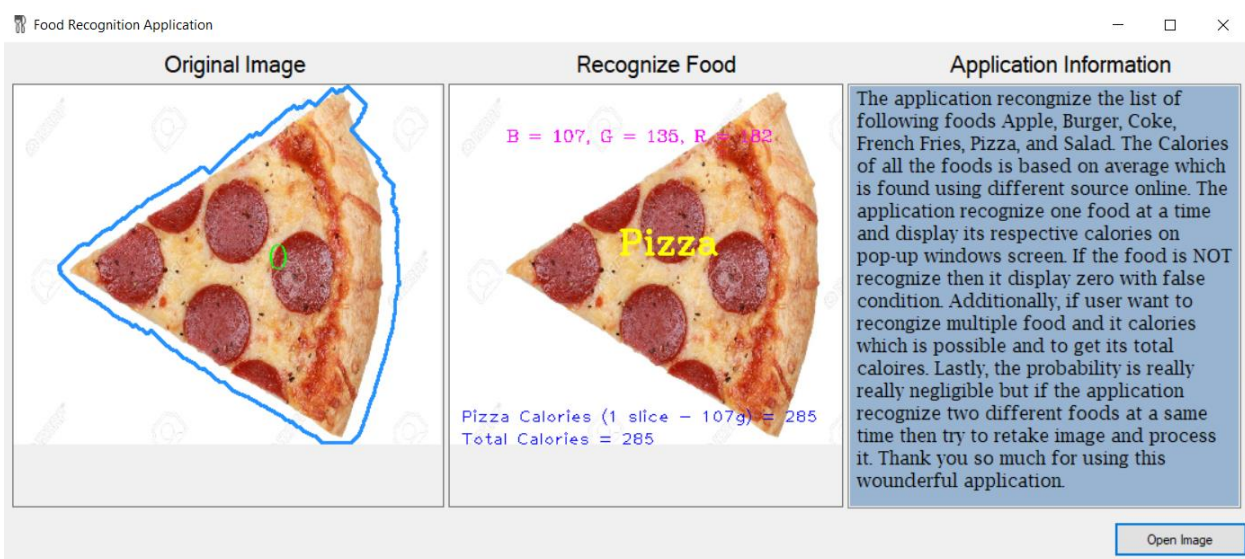 Food Recognition Application
Original Image
Recognize Food
Application Information
0
B = 107, G = 135, R = 182
Pizza
Pizza Calories (1 slice - 107g) = 285
Total Calories = 285
The application recongnize the list of
following foods Apple, Burger, Coke,
French Fries, Pizza, and Salad. The Calories
of all the foods is based on average which
is found using different source online. The
application recognize one food at a time
and display its respective calories on
pop-up windows screen. If the food is NOT
recognize then it display zero with false
condition. Additionally, if user want to
recongize multiple food and it calories
which is possible and to get its total
caloires. Lastly, the probability is really
really negligible but if the application
recognize two different foods at a same
time then try to retake image and process
it. Thank you so much for using this
wounderful application.
Open Image